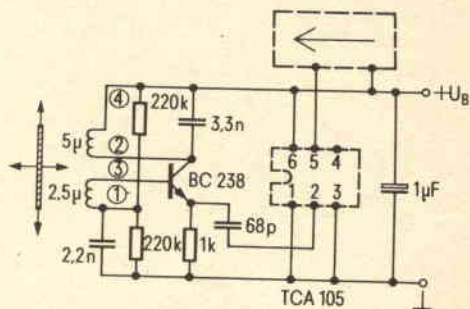 +U_B
④
220k
3,3n
5μ
②
③
BC 238
6 5 4
1 2 3
1μF
2,5μ
①
68p
2,2n
220k
1k
TCA 105